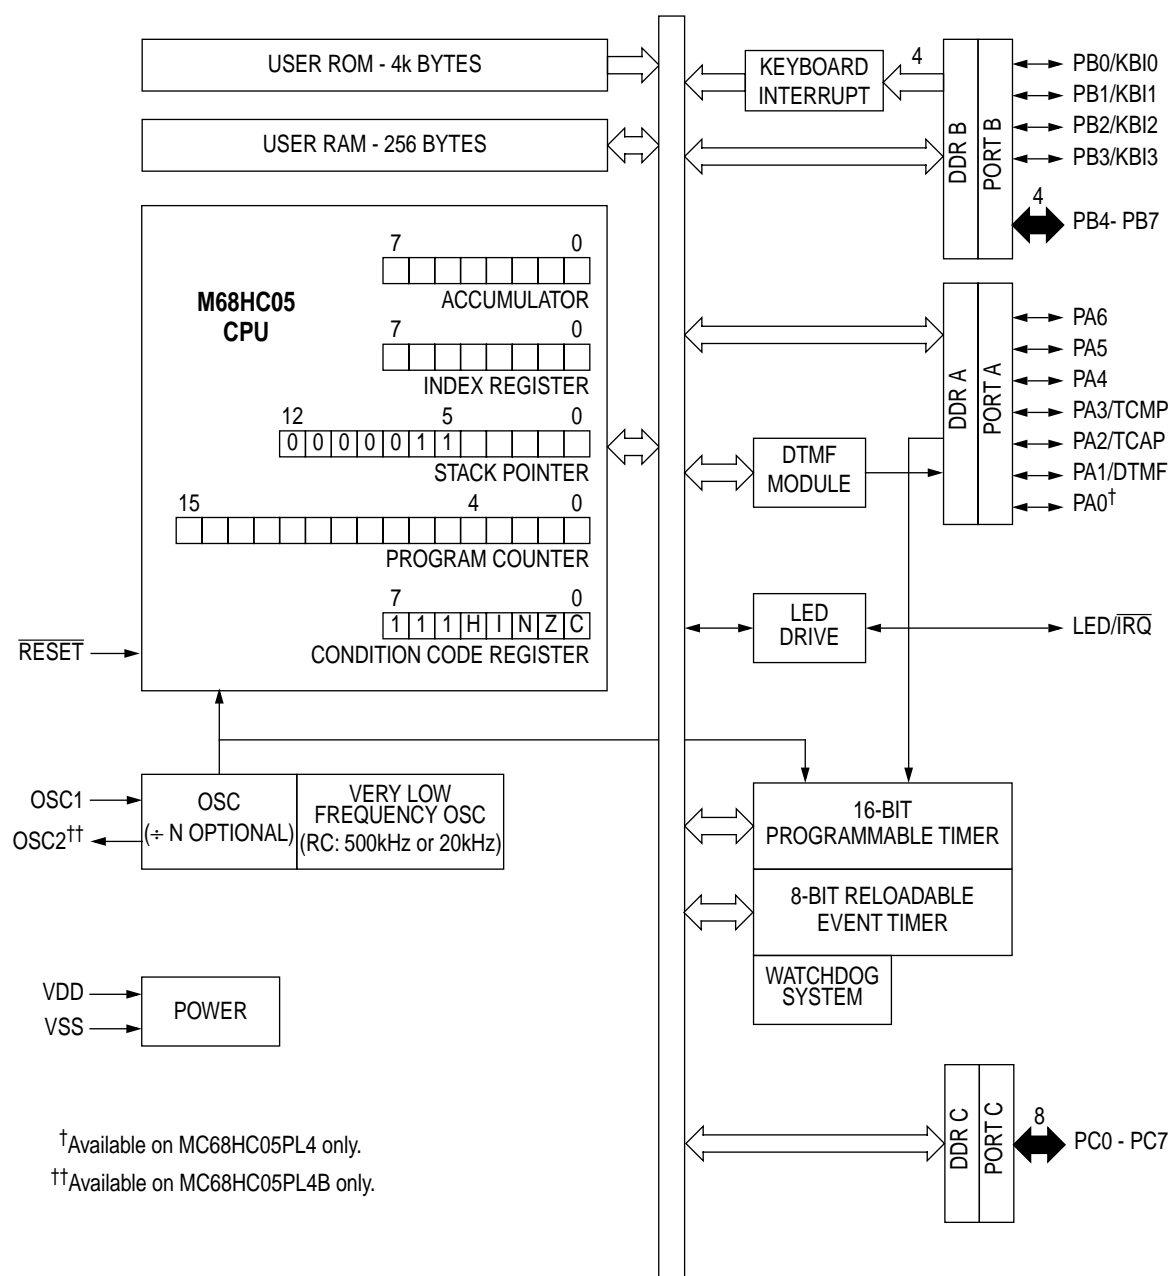 USER ROM - 4k BYTES
USER RAM - 256 BYTES
M68HC05
CPU
7 0
ACCUMULATOR
7 0
INDEX REGISTER
12 5 0
0 0 0 0 0 1 1
STACK POINTER
15 4 0
PROGRAM COUNTER
7 0
1 1 1 H I N Z C
CONDITION CODE REGISTER
RESET
OSC1
OSC2††
OSC
(÷ N OPTIONAL)
VERY LOW
FREQUENCY OSC
(RC: 500kHz or 20kHz)
VDD
VSS
POWER
†Available on MC68HC05PL4 only.
††Available on MC68HC05PL4B only.
KEYBOARD
INTERRUPT
4
DDR B
PORT B
PB0/KBI0
PB1/KBI1
PB2/KBI2
PB3/KBI3
4
PB4- PB7
DDR A
PORT A
PA6
PA5
PA4
PA3/TCMP
PA2/TCAP
PA1/DTMF
PA0†
DTMF
MODULE
LED
DRIVE
LED/IRQ
16-BIT
PROGRAMMABLE TIMER
8-BIT RELOADABLE
EVENT TIMER
WATCHDOG
SYSTEM
DDR C
PORT C
8
PC0 - PC7